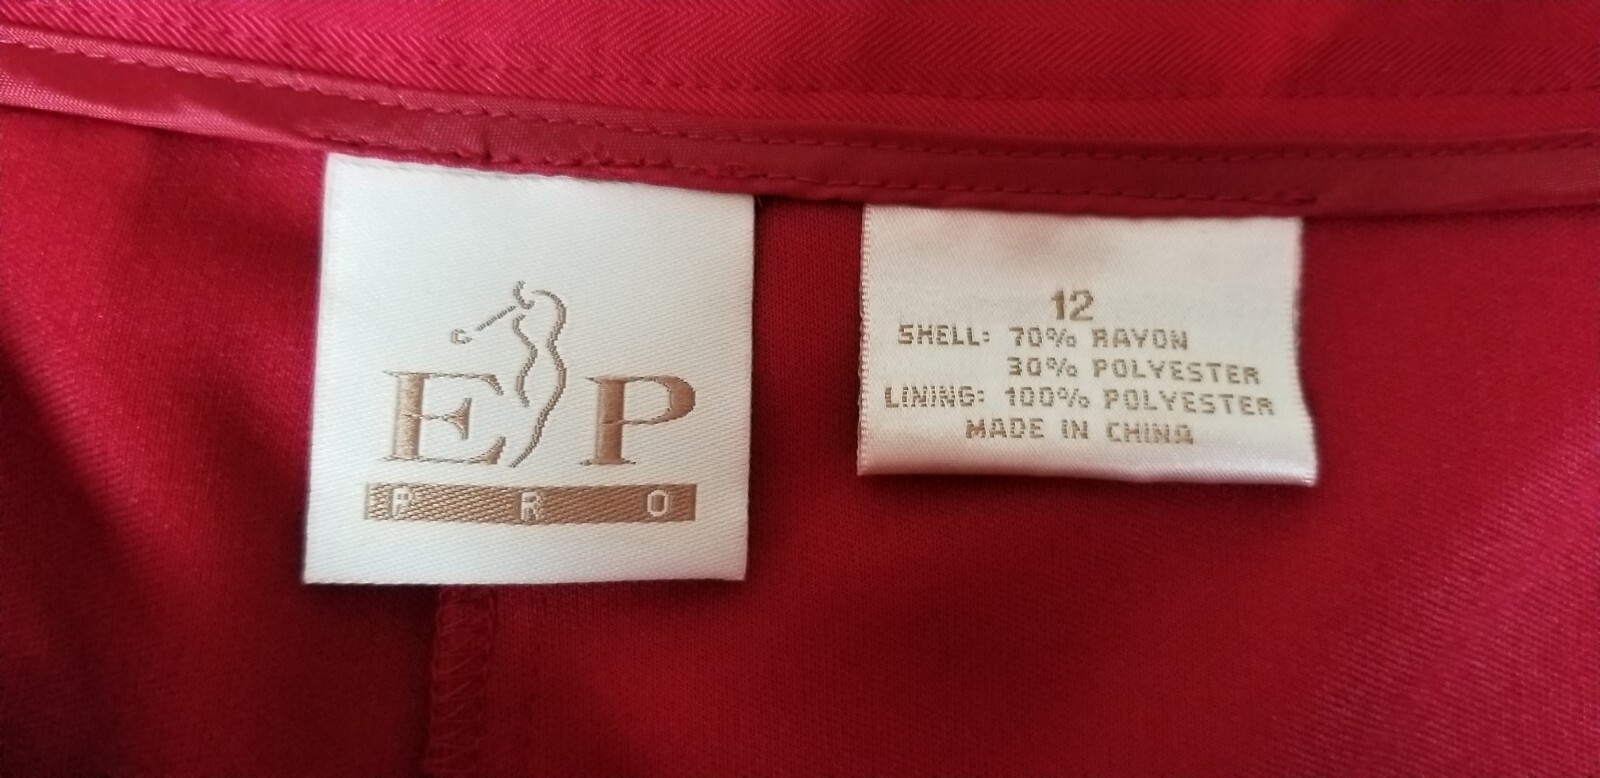 EP
PRO
12
SHELL: 70% RAYON
30% POLYESTER
LINING: 100% POLYESTER
MADE IN CHINA